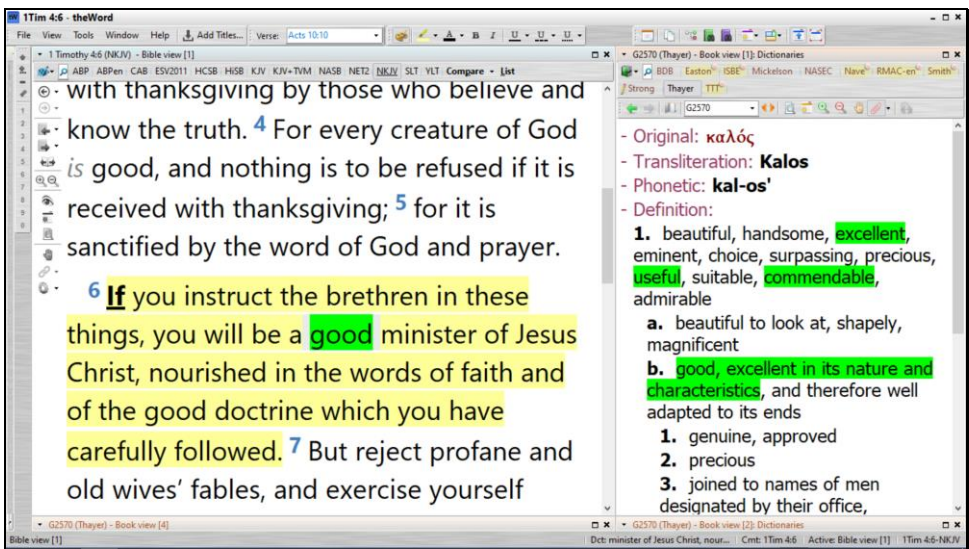 1Tim 4:6 - theWord
File View Tools Window Help Add Titles... Verse: Acts 10:10 A B I U U U
1 Timothy 4:6 (NKJV) - Bible view [1]
ABP ABPen CAB ESV2011 HCSB HiSB KJV KJV+TVM NASB NET2 NKJV SLT YLT Compare List
with thanksgiving by those who believe and
know the truth. 4 For every creature of God
is good, and nothing is to be refused if it is
received with thanksgiving; 5 for it is
sanctified by the word of God and prayer.
6 If you instruct the brethren in these
things, you will be a good minister of Jesus
Christ, nourished in the words of faith and
of the good doctrine which you have
carefully followed. 7 But reject profane and
old wives' fables, and exercise yourself
G2570 (Thayer) - Book view [4]
G2570 (Thayer) - Book view [1]: Dictionaries
BDB Easton ISBE Mickelson NASEC Nave RMAC-en Smith
Strong Thayer TTT
G2570
- Original: καλός
- Transliteration: Kalos
- Phonetic: kal-os'
- Definition:
1. beautiful, handsome, excellent,
eminent, choice, surpassing, precious,
useful, suitable, commendable,
admirable
a. beautiful to look at, shapely,
magnificent
b. good, excellent in its nature and
characteristics, and therefore well
adapted to its ends
1. genuine, approved
2. precious
3. joined to names of men
designated by their office,
G2570 (Thayer) - Book view [2]: Dictionaries
Bible view [1] Dct: minister of Jesus Christ, nour... Cmt: 1Tim 4:6 Active: Bible view [1] 1Tim 4:6-NKJV